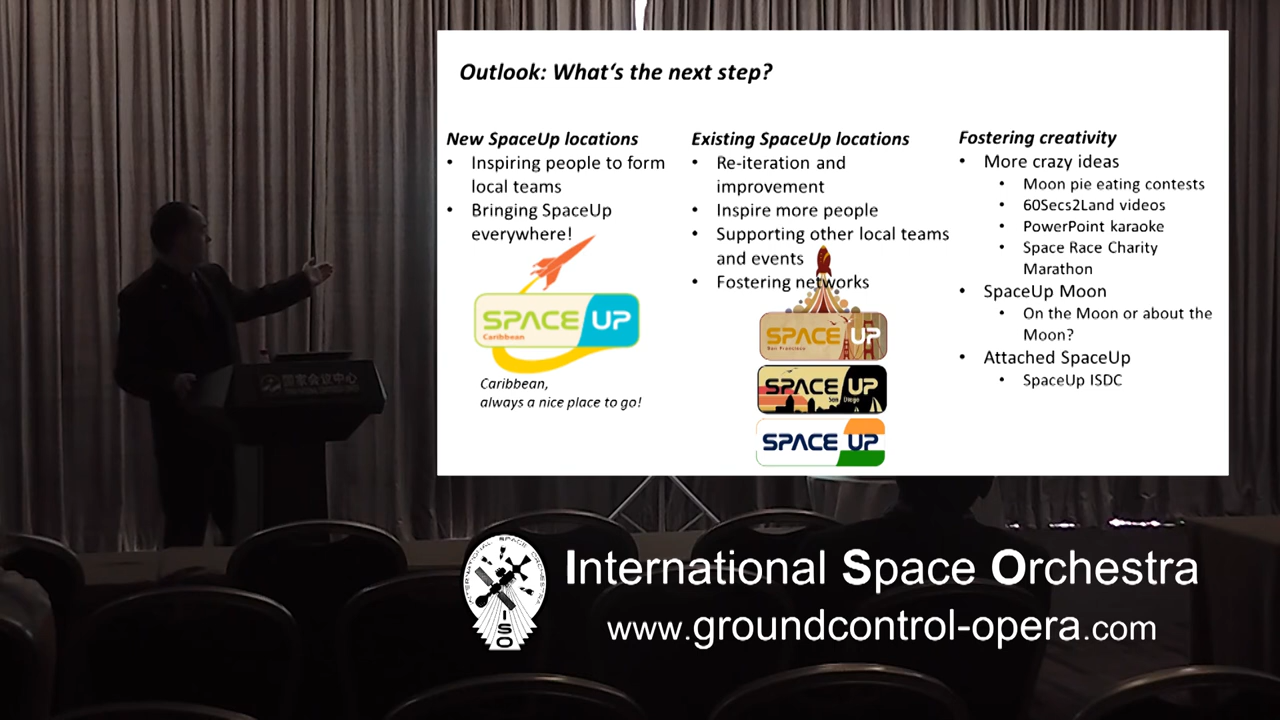 Outlook: What's the next step?
New SpaceUp locations
• Inspiring people to form
local teams
• Bringing SpaceUp
everywhere!
SPACE UP
Caribbean
Caribbean,
always a nice place to go!
Existing SpaceUp locations
• Re-iteration and
improvement
• Inspire more people
• Supporting other local teams
and events
• Fostering networks
SPACE UP
San Francisco
SPACE UP
San Diego
SPACE UP
Fostering creativity
• More crazy ideas
• Moon pie eating contests
• 60Secs2Land videos
• PowerPoint karaoke
• Space Race Charity
Marathon
• SpaceUp Moon
• On the Moon or about the
Moon?
• Attached SpaceUp
• SpaceUp ISDC
国家会议中心
INTERNATIONAL SPACE ORCHESTRA
ISO
International Space Orchestra
www.groundcontrol-opera.com